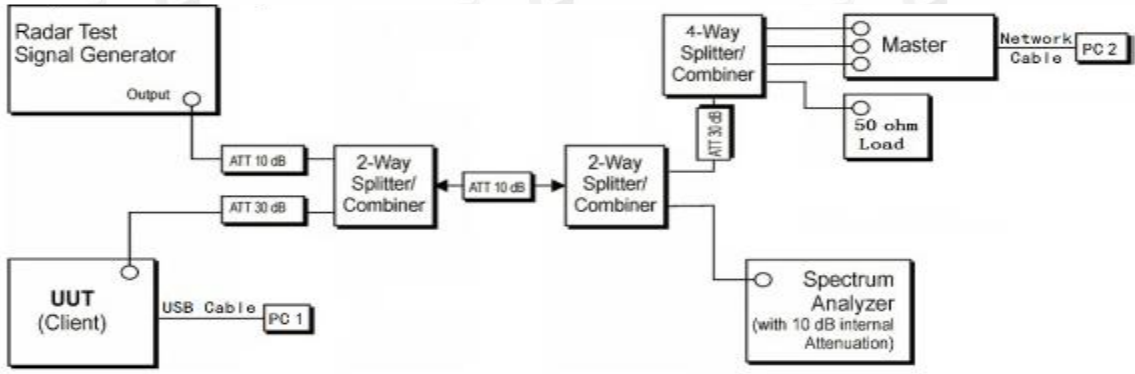 Radar Test
Signal Generator
Output
ATT 10 dB
ATT 30 dB
2-Way
Splitter/
Combiner
ATT 10 dB
2-Way
Splitter/
Combiner
ATT 30 dB
4-Way
Splitter/
Combiner
Master
Network
Cable
PC 2
50 ohm
Load
UUT
(Client)
USB Cable
PC 1
Spectrum
Analyzer
(with 10 dB internal
Attenuation)